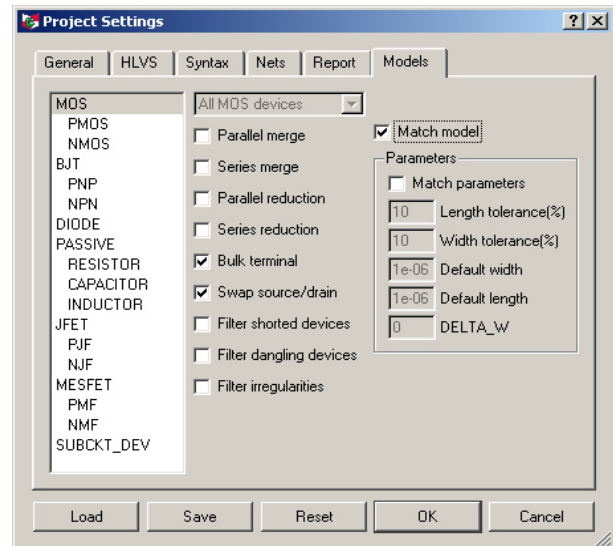 Project Settings
General HLVS Syntax Nets Report Models
MOS
PMOS
NMOS
BJT
PNP
NPN
DIODE
PASSIVE
RESISTOR
CAPACITOR
INDUCTOR
JFET
PJF
NJF
MESFET
PMF
NMF
SUBCKT_DEV
All MOS devices
Parallel merge
Series merge
Parallel reduction
Series reduction
Bulk terminal
Swap source/drain
Filter shorted devices
Filter dangling devices
Filter irregularities
Match model
Parameters
Match parameters
10 Length tolerance(%)
10 Width tolerance(%)
1e-06 Default width
1e-06 Default length
0 DELTA_W
Load Save Reset OK Cancel